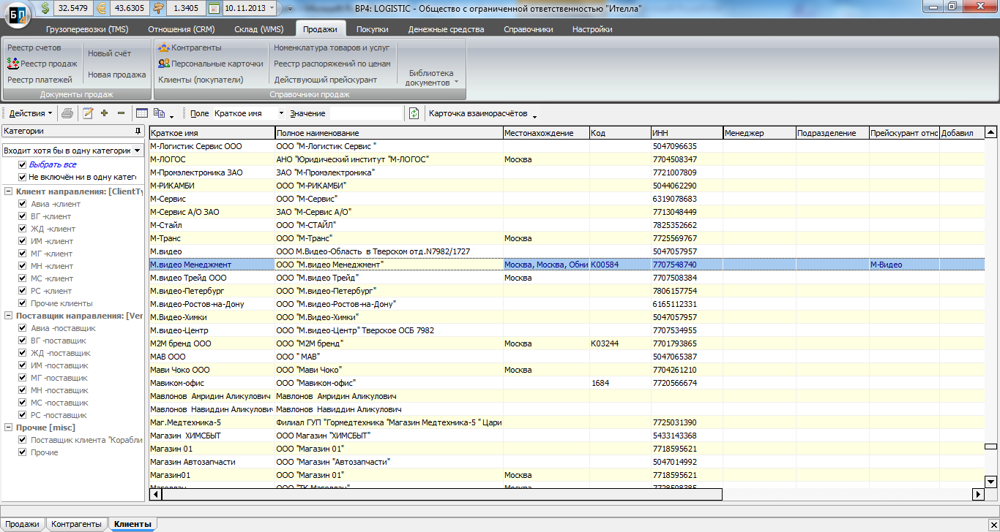 БП4 $ 32.5479 € 43.6305 1.3405 10.11.2013 BP4: LOGISTIC - Общество с ограниченной ответственностью "Ителла"
Грузоперевозки (TMS) Отношения (CRM) Склад (WMS) Продажи Покупки Денежные средства Справочники Настройки
Реестр счетов
Реестр продаж
Реестр платежей
Новый счёт
Новая продажа
Документы продаж
Контрагенты
Персональные карточки
Клиенты (покупатели)
Номенклатура товаров и услуг
Реестр распоряжений по ценам
Действующий прейскурант
Библиотека
документов
Справочники продаж
Действия Поле Краткое имя Значение Карточка взаиморасчётов
Категории
Входит хотя бы в одну категорик
Выбрать все
Не включён ни в одну катег
Клиент направления: [ClientTy
Авиа -клиент
ВГ -клиент
ЖД -клиент
ИМ -клиент
МГ -клиент
МН -клиент
МС -клиент
РС -клиент
Прочие клиенты
Поставщик направления: [Ver
Авиа -поставщик
ВГ -поставщик
ЖД -поставщик
ИМ -поставщик
МГ -поставщик
МН -поставщик
МС -поставщик
РС -поставщик
Прочие [misc]
Поставщик клиента "Корабли
Прочие
Краткое имя Полное наименование Местонахождение Код ИНН Менеджер Подразделение Прейскурант отно Добавил
М-Логистик Сервис ООО ООО "М-Логистик Сервис " 5047096635
М-ЛОГОС АНО "Юридический институт "М-ЛОГОС" Москва 7704508347
М-Промэлектроника ЗАО ЗАО "М-Промэлектроника" 7721007809
М-РИКАМБИ ООО "М-РИКАМБИ" 5044062290
М-Сервис ООО "М-Сервис" 6319078683
М-Сервис А/О ЗАО ЗАО "М-Сервис А/О" 7713048449
М-Стайл ООО "М-СТАЙЛ" 7825352662
М-Транс ООО "М-Транс" Москва 7725569767
М.видео ООО М.Видео-Область в Тверском отд.N7982/1727 5047057957
М.видео Менеджмент ООО "М.видео Менеджмент" Москва, Москва, Обни К00584 7707548740 М-Видео
М.видео Трейд ООО ООО "М.видео Трейд" Москва 7707508384
М.видео-Петербург ООО "М.видео-Петербург" 7806157754
М.видео-Ростов-на-Дону ООО "М.видео-Ростов-на-Дону" 6165112331
М.Видео-Химки ООО "М.Видео-Химки" 5047057957
М.видео-Центр ООО "М.видео-Центр" Тверское ОСБ 7982 7707534955
М2М бренд ООО ООО "М2М бренд" Москва К03244 7701793865
МАВ ООО ООО " МАВ" 5047065387
Мави Чоко ООО ООО "Мави Чоко" Москва 7704261210
Мавиком-офис ООО "Мавиком-офис" 1684 7720566674
Мавлонов Амридин Аликулович Мавлонов Амридин Аликулович
Мавлонов Навиддин Аликулович Мавлонов Навиддин Аликулович
Маг.Медтехника-5 Филиал ГУП "Гормедтехника "Магазин Медтехника-5 " Цари 7725031390
Магазин ХИМСБЫТ ООО Магазин "ХИМСБЫТ" 5433143368
Магазин 01 ООО "Магазин 01" 7718595621
Магазин Автозапчасти ООО "Магазин "Автозапчасти" 5047014992
Магазин01 ООО "Магазин 01" Москва 7718595621
Магеллан ООО "ТК Магеллан" Москва 7728508385
Продажи Контрагенты Клиенты